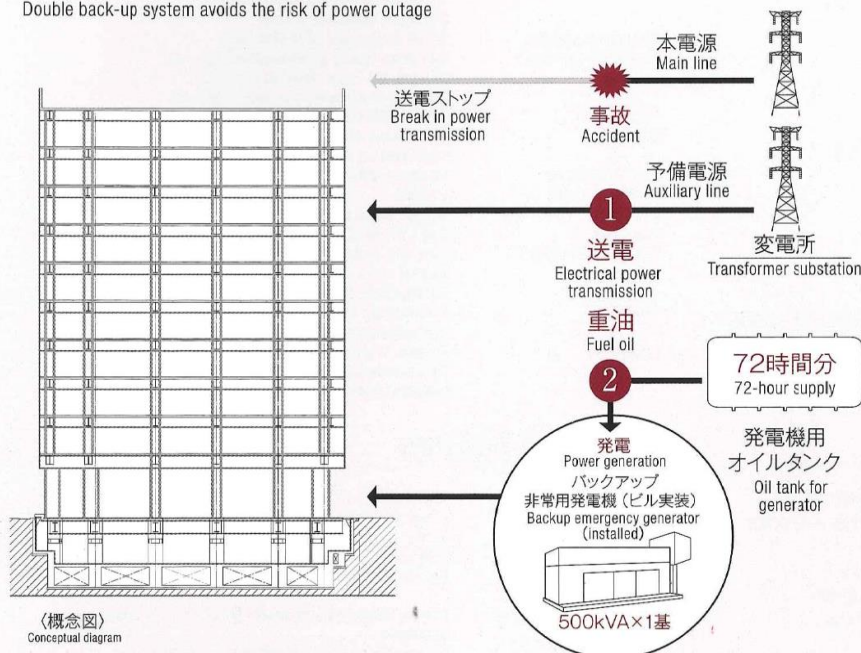 Double back-up system avoids the risk of power outage
本電源
Main line
送電ストップ
Break in power
transmission
事故
Accident
予備電源
Auxiliary line
1
送電
Electrical power
transmission
変電所
Transformer substation
重油
Fuel oil
2
72時間分
72-hour supply
発電機用
オイルタンク
Oil tank for
generator
発電
Power generation
バックアップ
非常用発電機（ビル実装）
Backup emergency generator
(installed)
500kVA×1基
〈概念図〉
Conceptual diagram